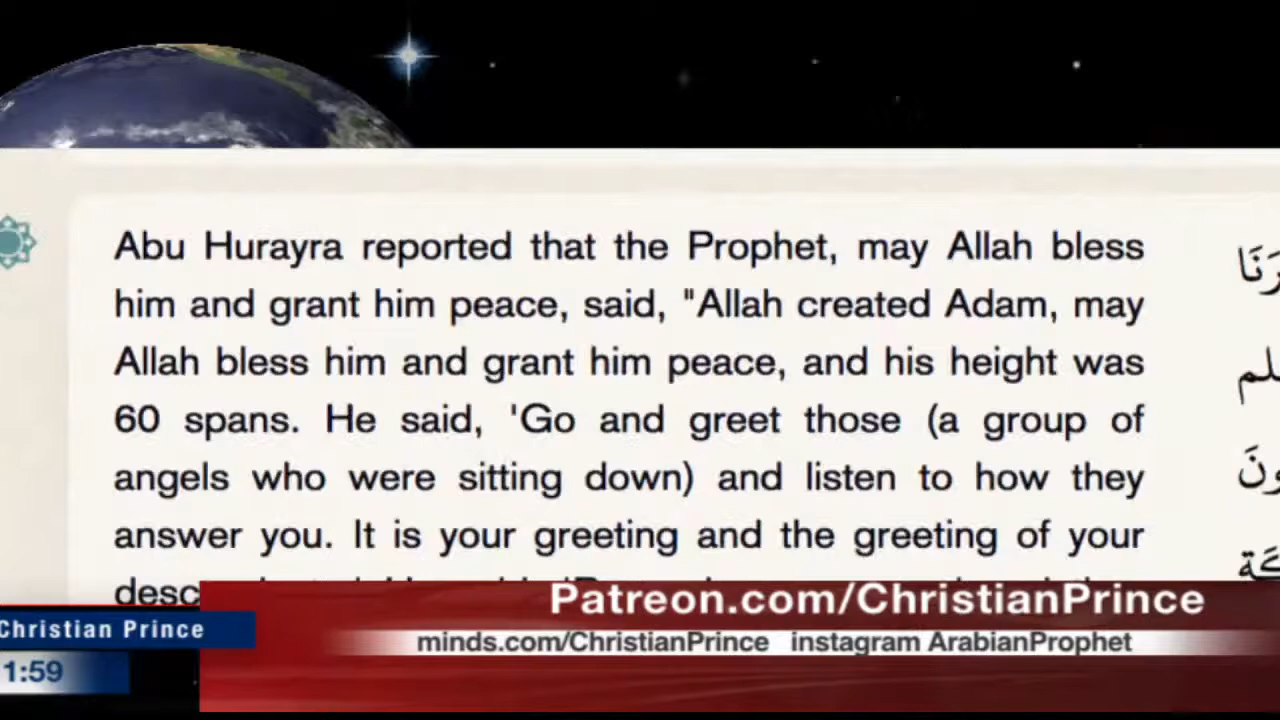 Abu Hurayra reported that the Prophet, may Allah bless
him and grant him peace, said, "Allah created Adam, may
Allah bless him and grant him peace, and his height was
60 spans. He said, 'Go and greet those (a group of
angels who were sitting down) and listen to how they
answer you. It is your greeting and the greeting of your
Patreon.com/ChristianPrince
Christian Prince
minds.com/ChristianPrince instagram ArabianProphet
1:59